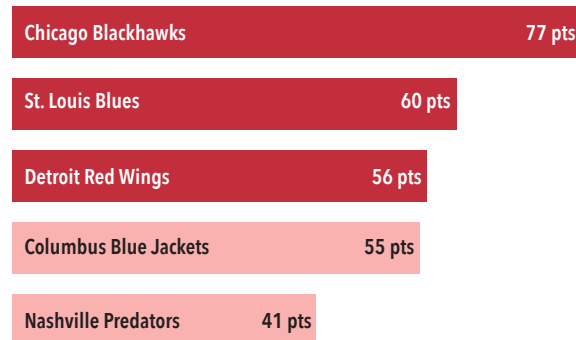 Chicago Blackhawks 77 pts
St. Louis Blues 60 pts
Detroit Red Wings 56 pts
Columbus Blue Jackets 55 pts
Nashville Predators 41 pts